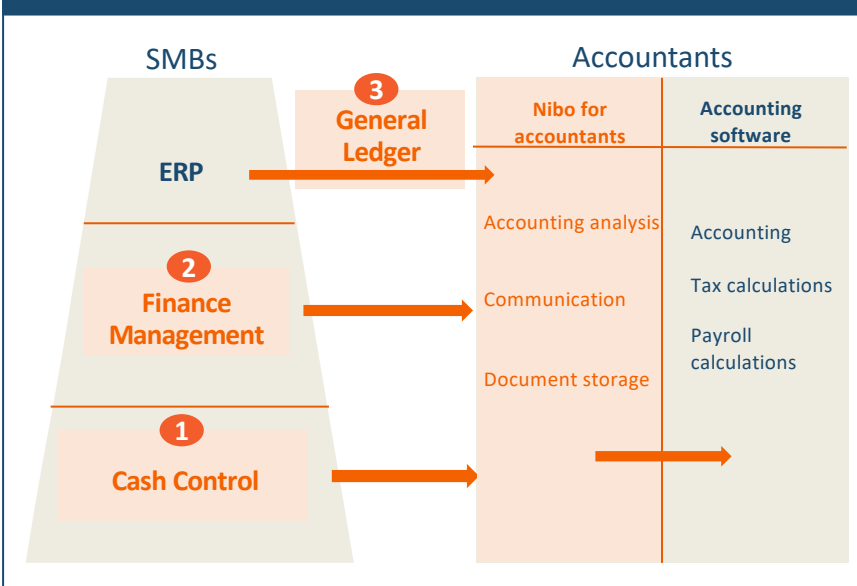 SMBs
Accountants
3
General
Ledger
Nibo for
accountants
Accounting
software
ERP
Accounting analysis
Accounting
2
Finance
Management
Communication
Tax calculations
Payroll
calculations
Document storage
1
Cash Control